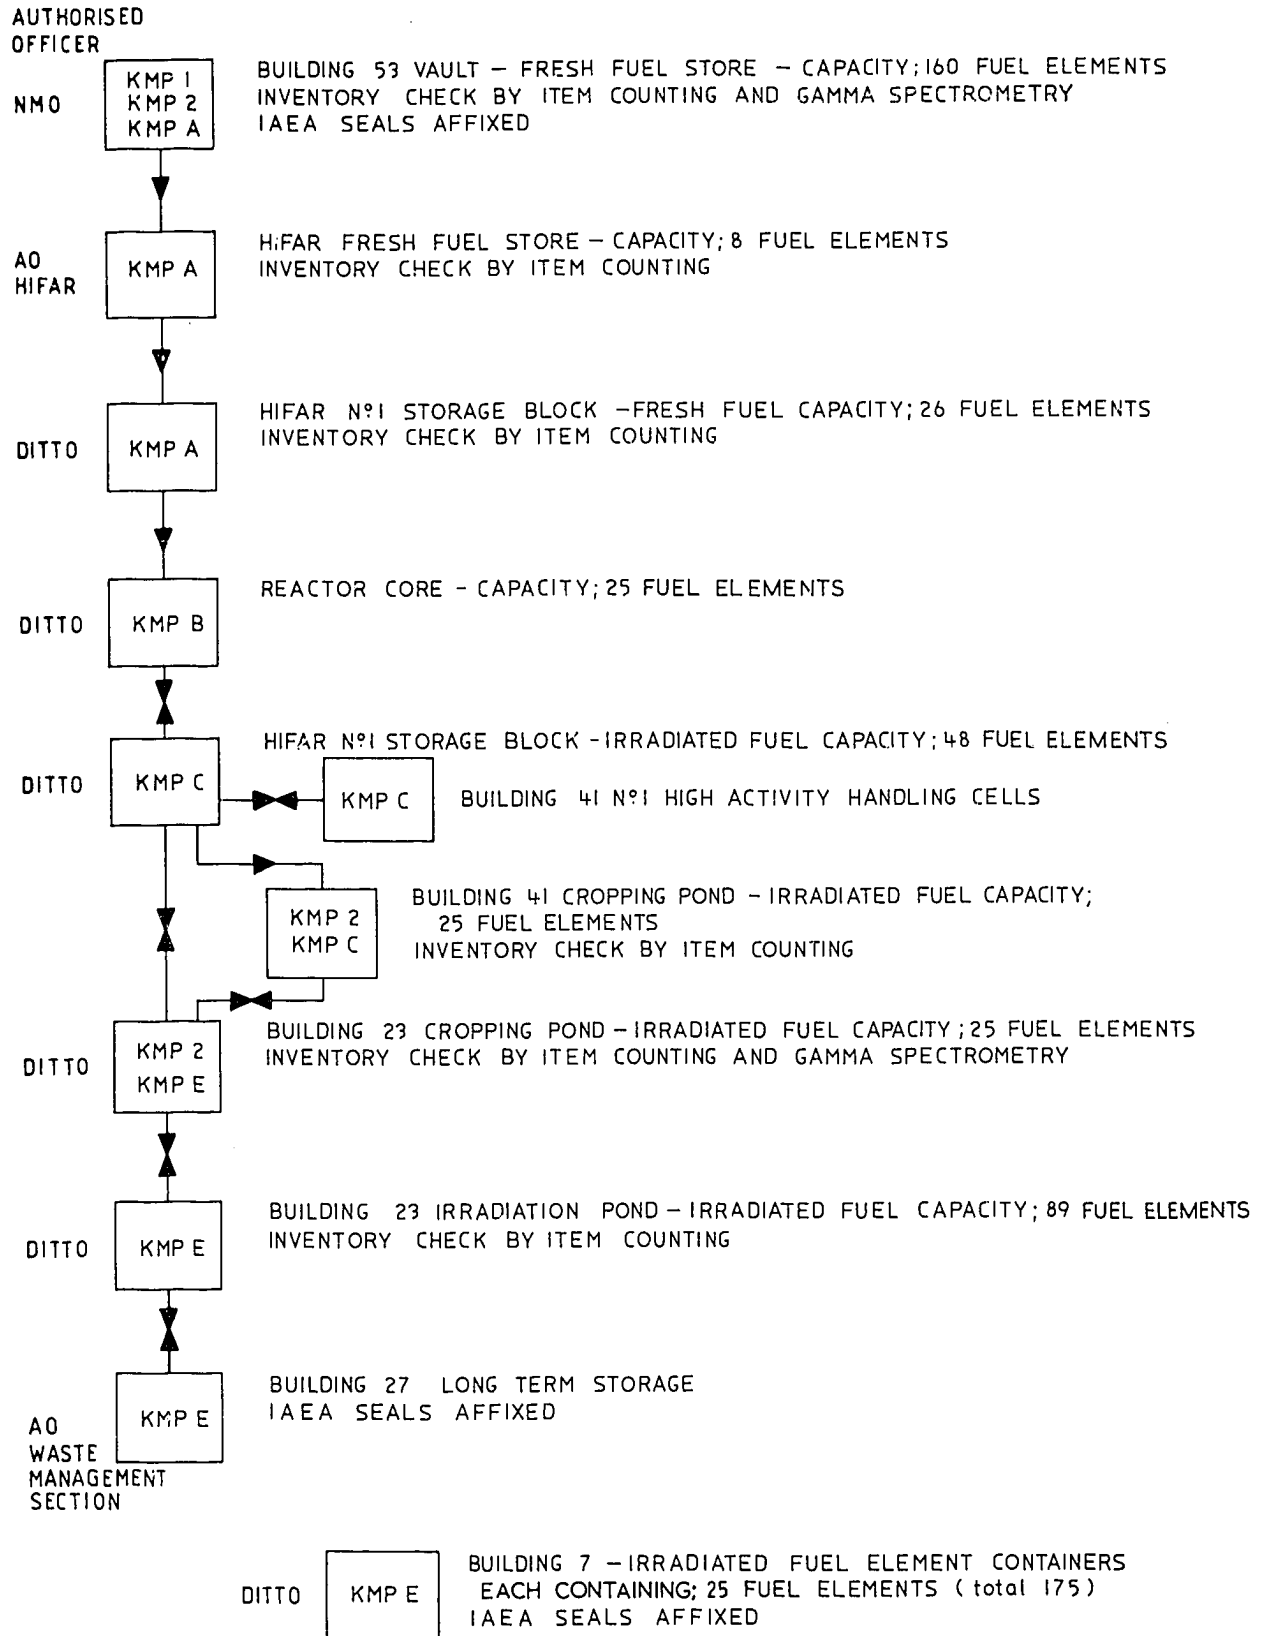 AUTHORISED
OFFICER
NMO
KMP 1
KMP 2
KMP A
BUILDING 53 VAULT – FRESH FUEL STORE – CAPACITY; 160 FUEL ELEMENTS
INVENTORY CHECK BY ITEM COUNTING AND GAMMA SPECTROMETRY
IAEA SEALS AFFIXED
AO
HIFAR
KMP A
HiFAR FRESH FUEL STORE – CAPACITY; 8 FUEL ELEMENTS
INVENTORY CHECK BY ITEM COUNTING
DITTO
KMP A
HIFAR Nº1 STORAGE BLOCK – FRESH FUEL CAPACITY; 26 FUEL ELEMENTS
INVENTORY CHECK BY ITEM COUNTING
DITTO
KMP B
REACTOR CORE – CAPACITY; 25 FUEL ELEMENTS
DITTO
KMP C
HIFAR Nº1 STORAGE BLOCK – IRRADIATED FUEL CAPACITY; 48 FUEL ELEMENTS
KMP C
BUILDING 41 Nº1 HIGH ACTIVITY HANDLING CELLS
KMP 2
KMP C
BUILDING 41 CROPPING POND – IRRADIATED FUEL CAPACITY;
25 FUEL ELEMENTS
INVENTORY CHECK BY ITEM COUNTING
DITTO
KMP 2
KMP E
BUILDING 23 CROPPING POND – IRRADIATED FUEL CAPACITY; 25 FUEL ELEMENTS
INVENTORY CHECK BY ITEM COUNTING AND GAMMA SPECTROMETRY
DITTO
KMP E
BUILDING 23 IRRADIATION POND – IRRADIATED FUEL CAPACITY; 89 FUEL ELEMENTS
INVENTORY CHECK BY ITEM COUNTING
AO
WASTE
MANAGEMENT
SECTION
KMP E
BUILDING 27 LONG TERM STORAGE
IAEA SEALS AFFIXED
DITTO
KMP E
BUILDING 7 – IRRADIATED FUEL ELEMENT CONTAINERS
EACH CONTAINING; 25 FUEL ELEMENTS (total 175)
IAEA SEALS AFFIXED